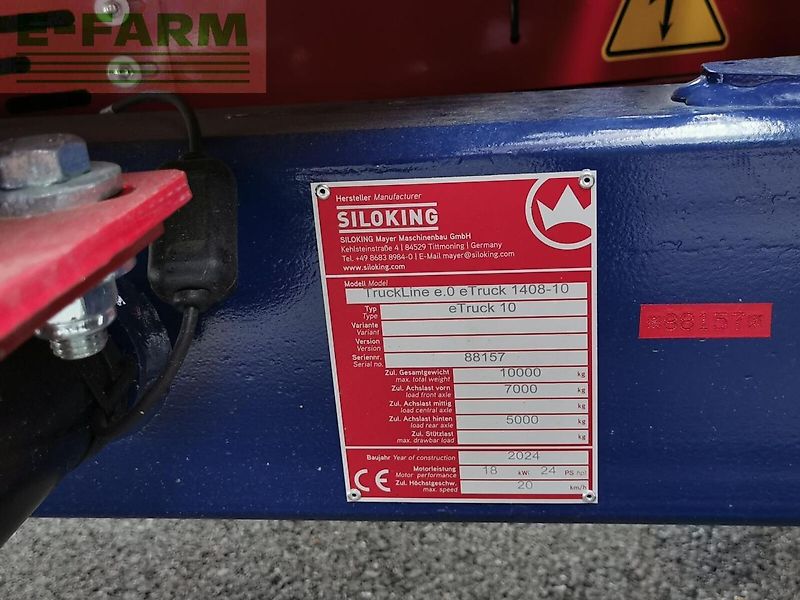 E-FARM
Hersteller Manufacturer
SILOKING
SILOKING Mayer Maschinenbau GmbH
Kehlsteinstraße 4 | 84529 Tittmoning | Germany
Tel. +49 8683 8984-0 | E-Mail mayer@siloking.com
www.siloking.com
Modell Model
TruckLine e.0 eTruck 1408-10
Typ eTruck 10
Type
Variante
Variant
Version
Version
Seriennr. 88157
Serial no.
Zul. Gesamtgewicht 10000 kg
max. total weight
Zul. Achslast vorn 7000 kg
load front axle
Zul. Achslast mittig kg
load central axle
Zul. Achslast hinten 5000 kg
load rear axle
Zul. Stützlast kg
max. drawbar load
Baujahr Year of construction 2024
Motorleistung 18 kW/ 24 PS hp
Motor performance
CE Zul. Höchstgeschw. 20 km/h
max. speed
88157